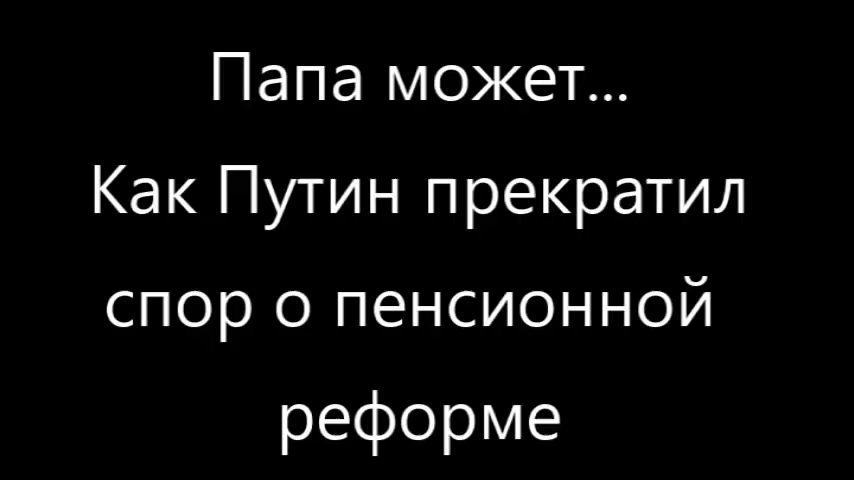 Папа может...
Как Путин прекратил
спор о пенсионной
реформе